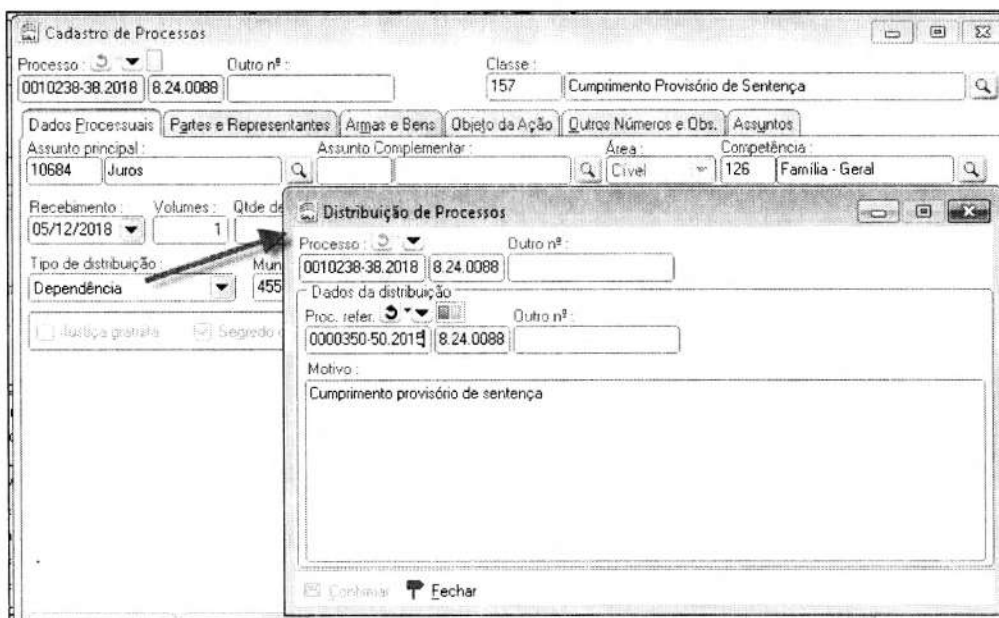 Cadastro de Processos
Processo : Outro nº : Classe :
0010238-38.2018 8.24.0088 157 Cumprimento Provisório de Sentença
Dados Processuais Partes e Representantes Armas e Bens Objeto da Ação Outros Números e Obs. Assuntos
Assunto principal : Assunto Complementar : Área : Competência :
10684 Juros Cível 126 Família - Geral
Recebimento : Volumes : Qtde de
05/12/2018 1
Tipo de distribuição : Mun
Dependência 455
Justiça gratuita Segredo
Distribuição de Processos
Processo : Outro nº :
0010238-38.2018 8.24.0088
Dados da distribuição
Proc. refer. Outro nº :
0000350-50.2015 8.24.0088
Motivo :
Cumprimento provisório de sentença
Continuar Fechar